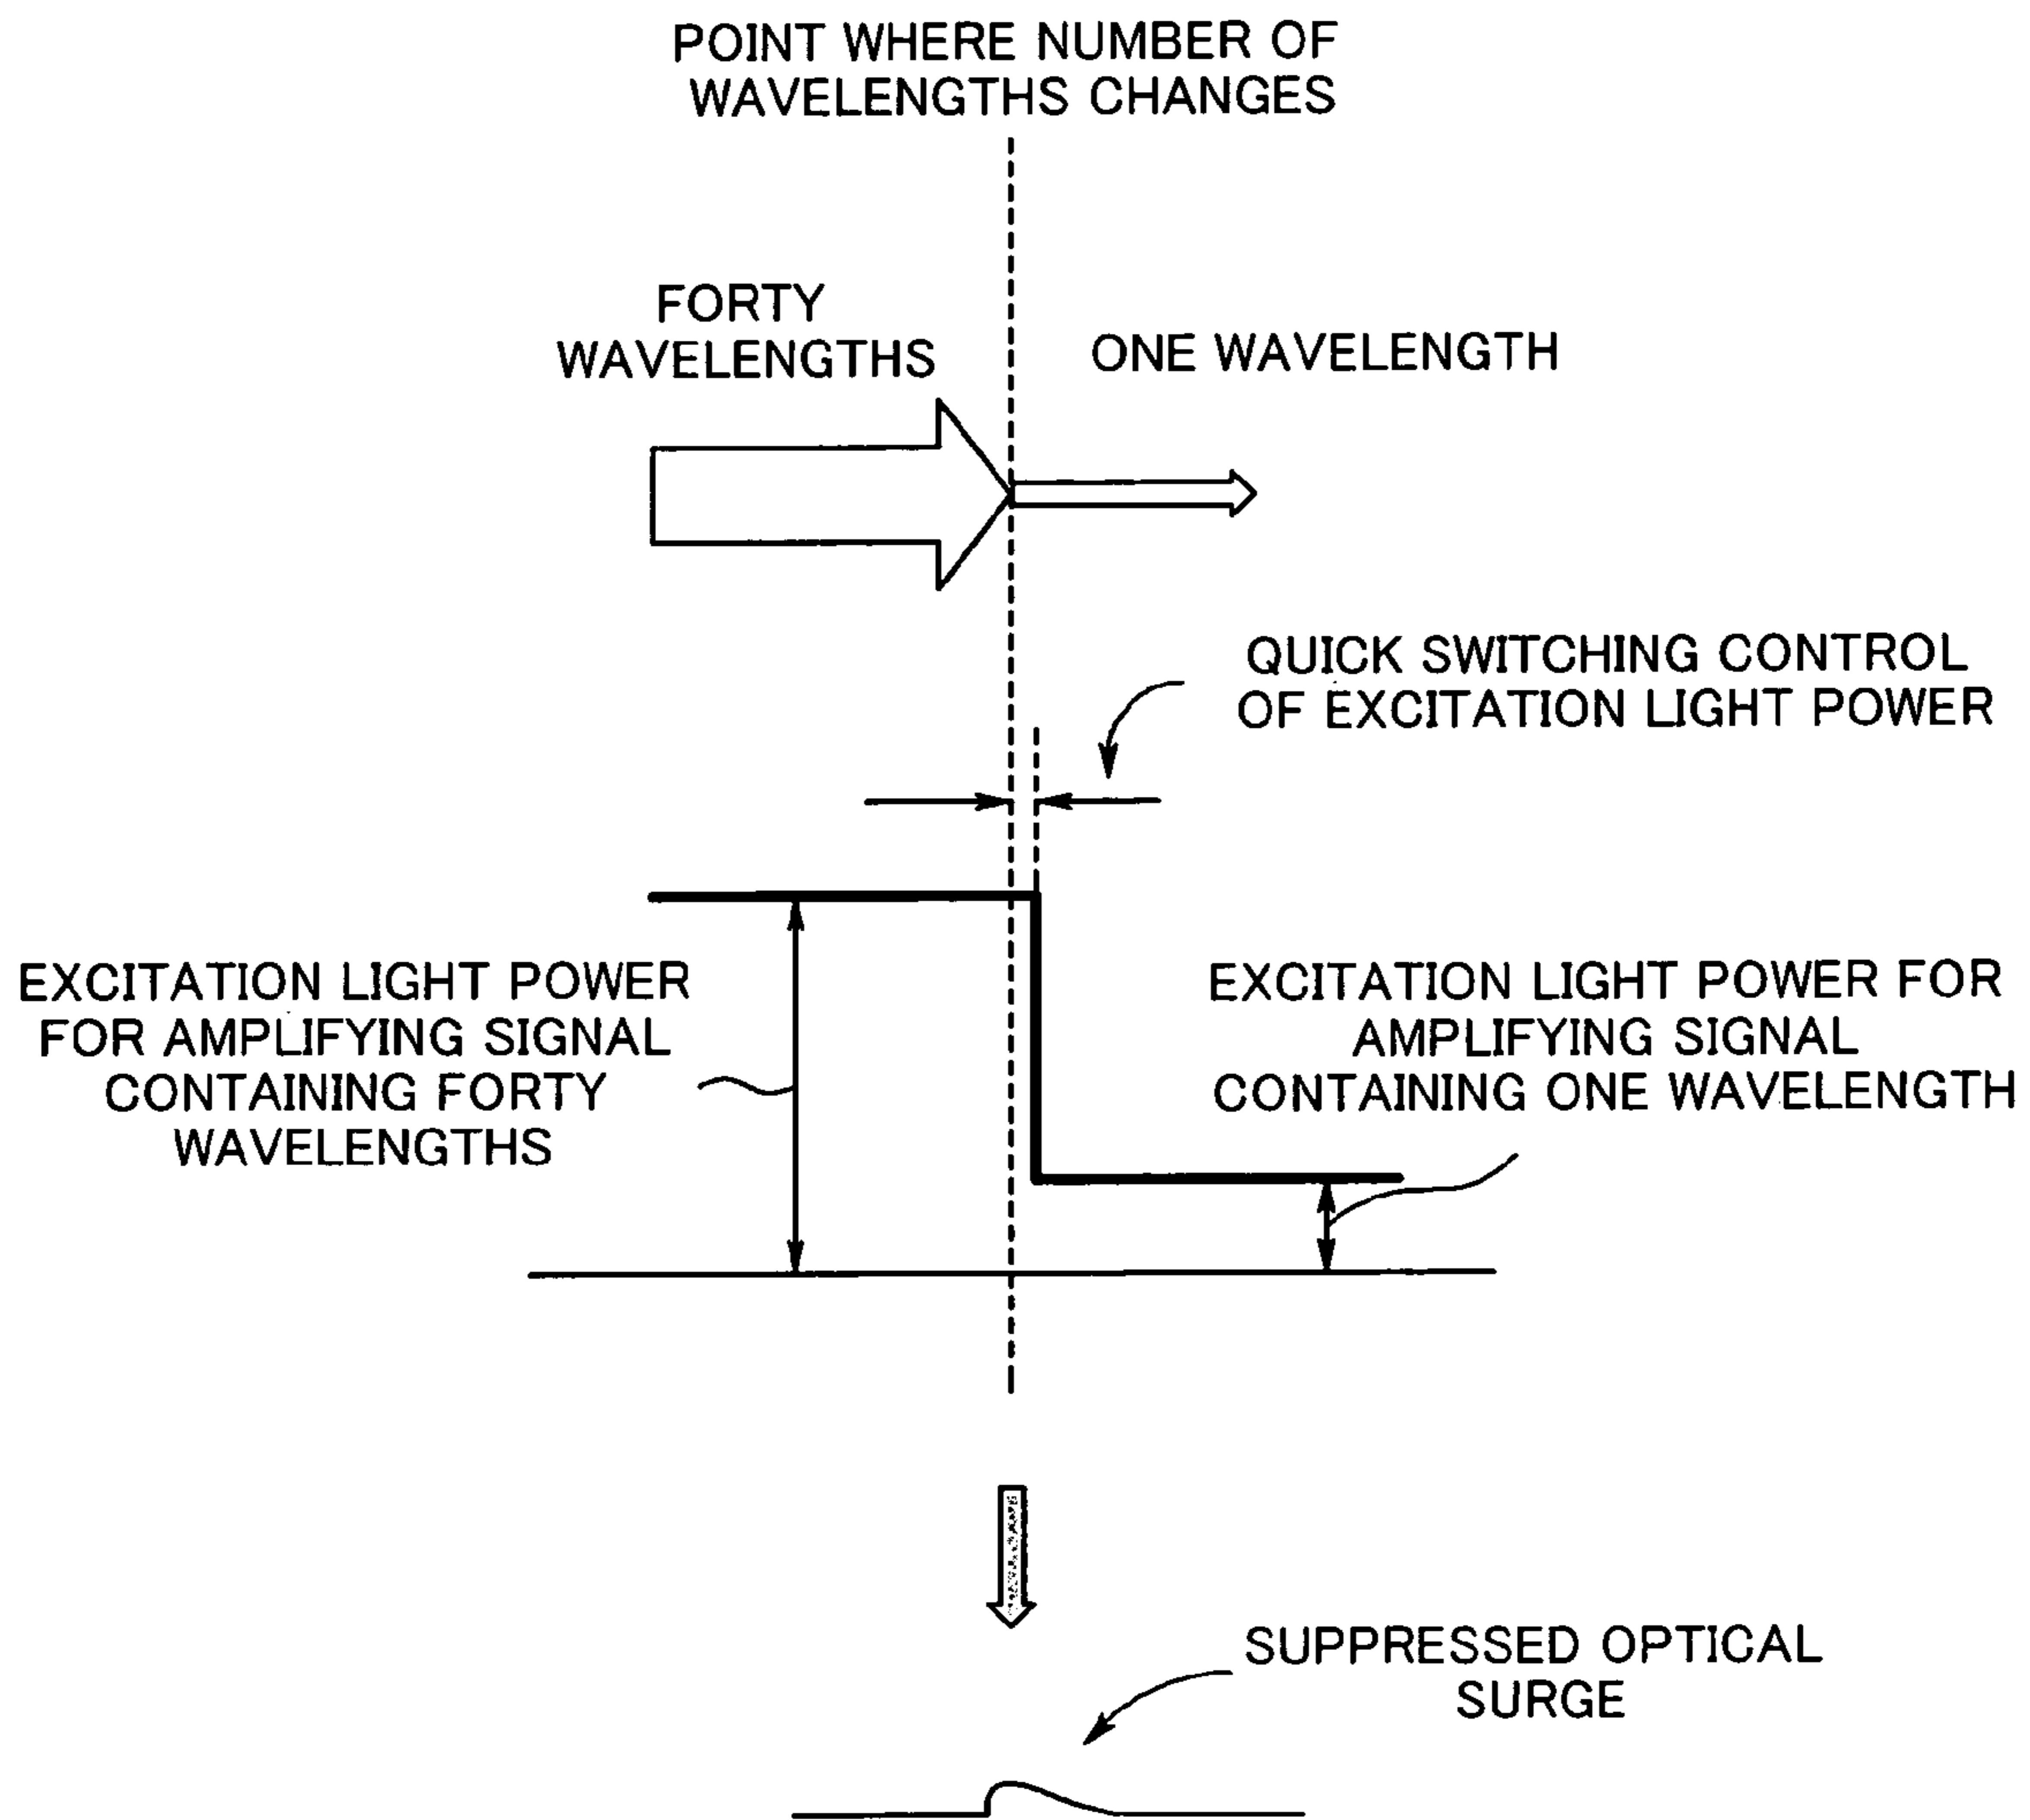 POINT WHERE NUMBER OF
WAVELENGTHS CHANGES
FORTY
WAVELENGTHS
ONE WAVELENGTH
QUICK SWITCHING CONTROL
OF EXCITATION LIGHT POWER
EXCITATION LIGHT POWER
FOR AMPLIFYING SIGNAL
CONTAINING FORTY
WAVELENGTHS
EXCITATION LIGHT POWER FOR
AMPLIFYING SIGNAL
CONTAINING ONE WAVELENGTH
SUPPRESSED OPTICAL
SURGE